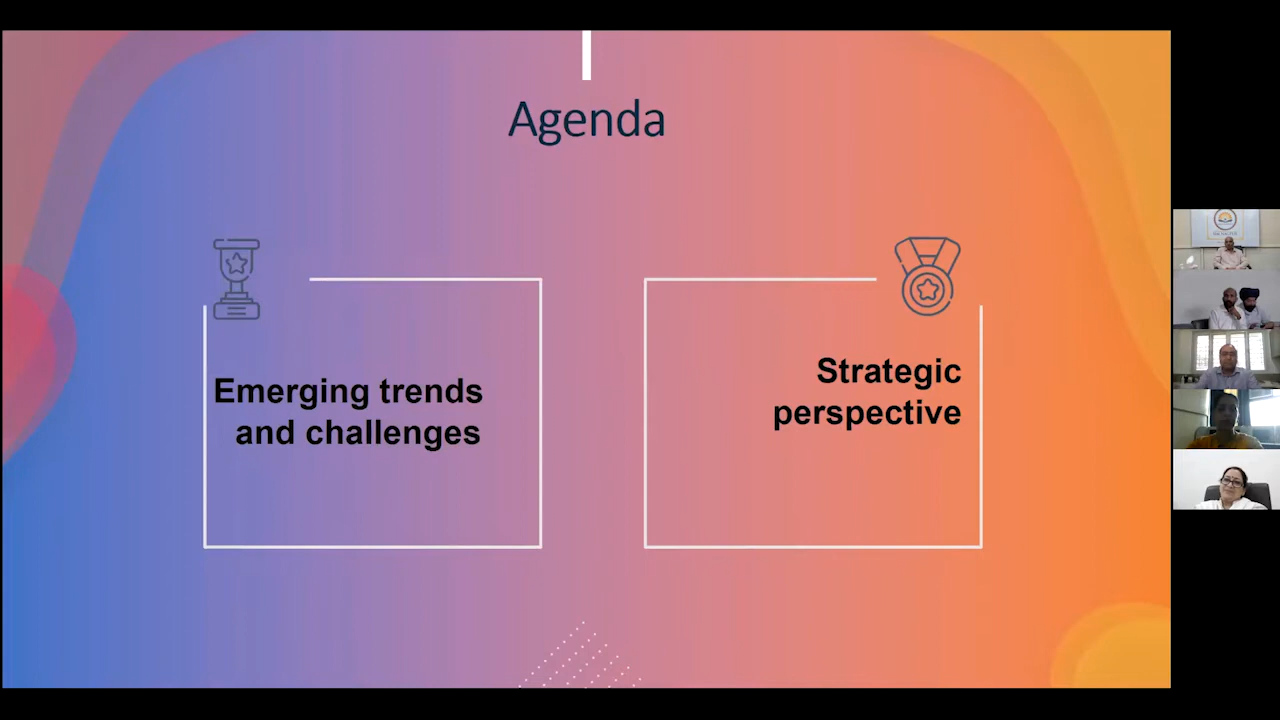 Agenda
Emerging trends
and challenges
Strategic
perspective